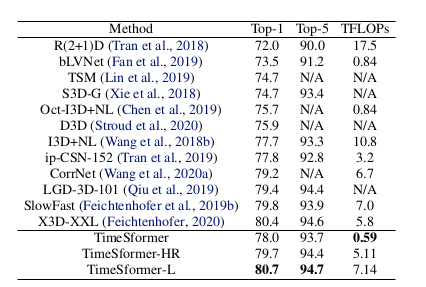 Method Top-1 Top-5 TFLOPs
R(2+1)D (Tran et al., 2018) 72.0 90.0 17.5
bLVNet (Fan et al., 2019) 73.5 91.2 0.84
TSM (Lin et al., 2019) 74.7 N/A N/A
S3D-G (Xie et al., 2018) 74.7 93.4 N/A
Oct-I3D+NL (Chen et al., 2019) 75.7 N/A 0.84
D3D (Stroud et al., 2020) 75.9 N/A N/A
I3D+NL (Wang et al., 2018b) 77.7 93.3 10.8
ip-CSN-152 (Tran et al., 2019) 77.8 92.8 3.2
CorrNet (Wang et al., 2020a) 79.2 N/A 6.7
LGD-3D-101 (Qiu et al., 2019) 79.4 94.4 N/A
SlowFast (Feichtenhofer et al., 2019b) 79.8 93.9 7.0
X3D-XXL (Feichtenhofer, 2020) 80.4 94.6 5.8
TimeSformer 78.0 93.7 0.59
TimeSformer-HR 79.7 94.4 5.11
TimeSformer-L 80.7 94.7 7.14